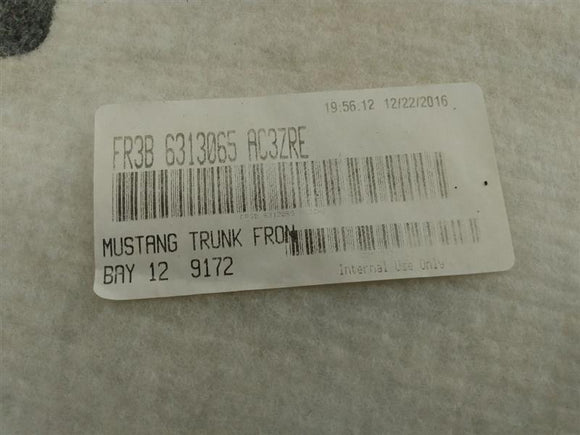 19:56.12 12/22/2016
FR3B 6313065 AC3ZRE
MUSTANG TRUNK FRON
BAY 12 9172
Internal Use Only